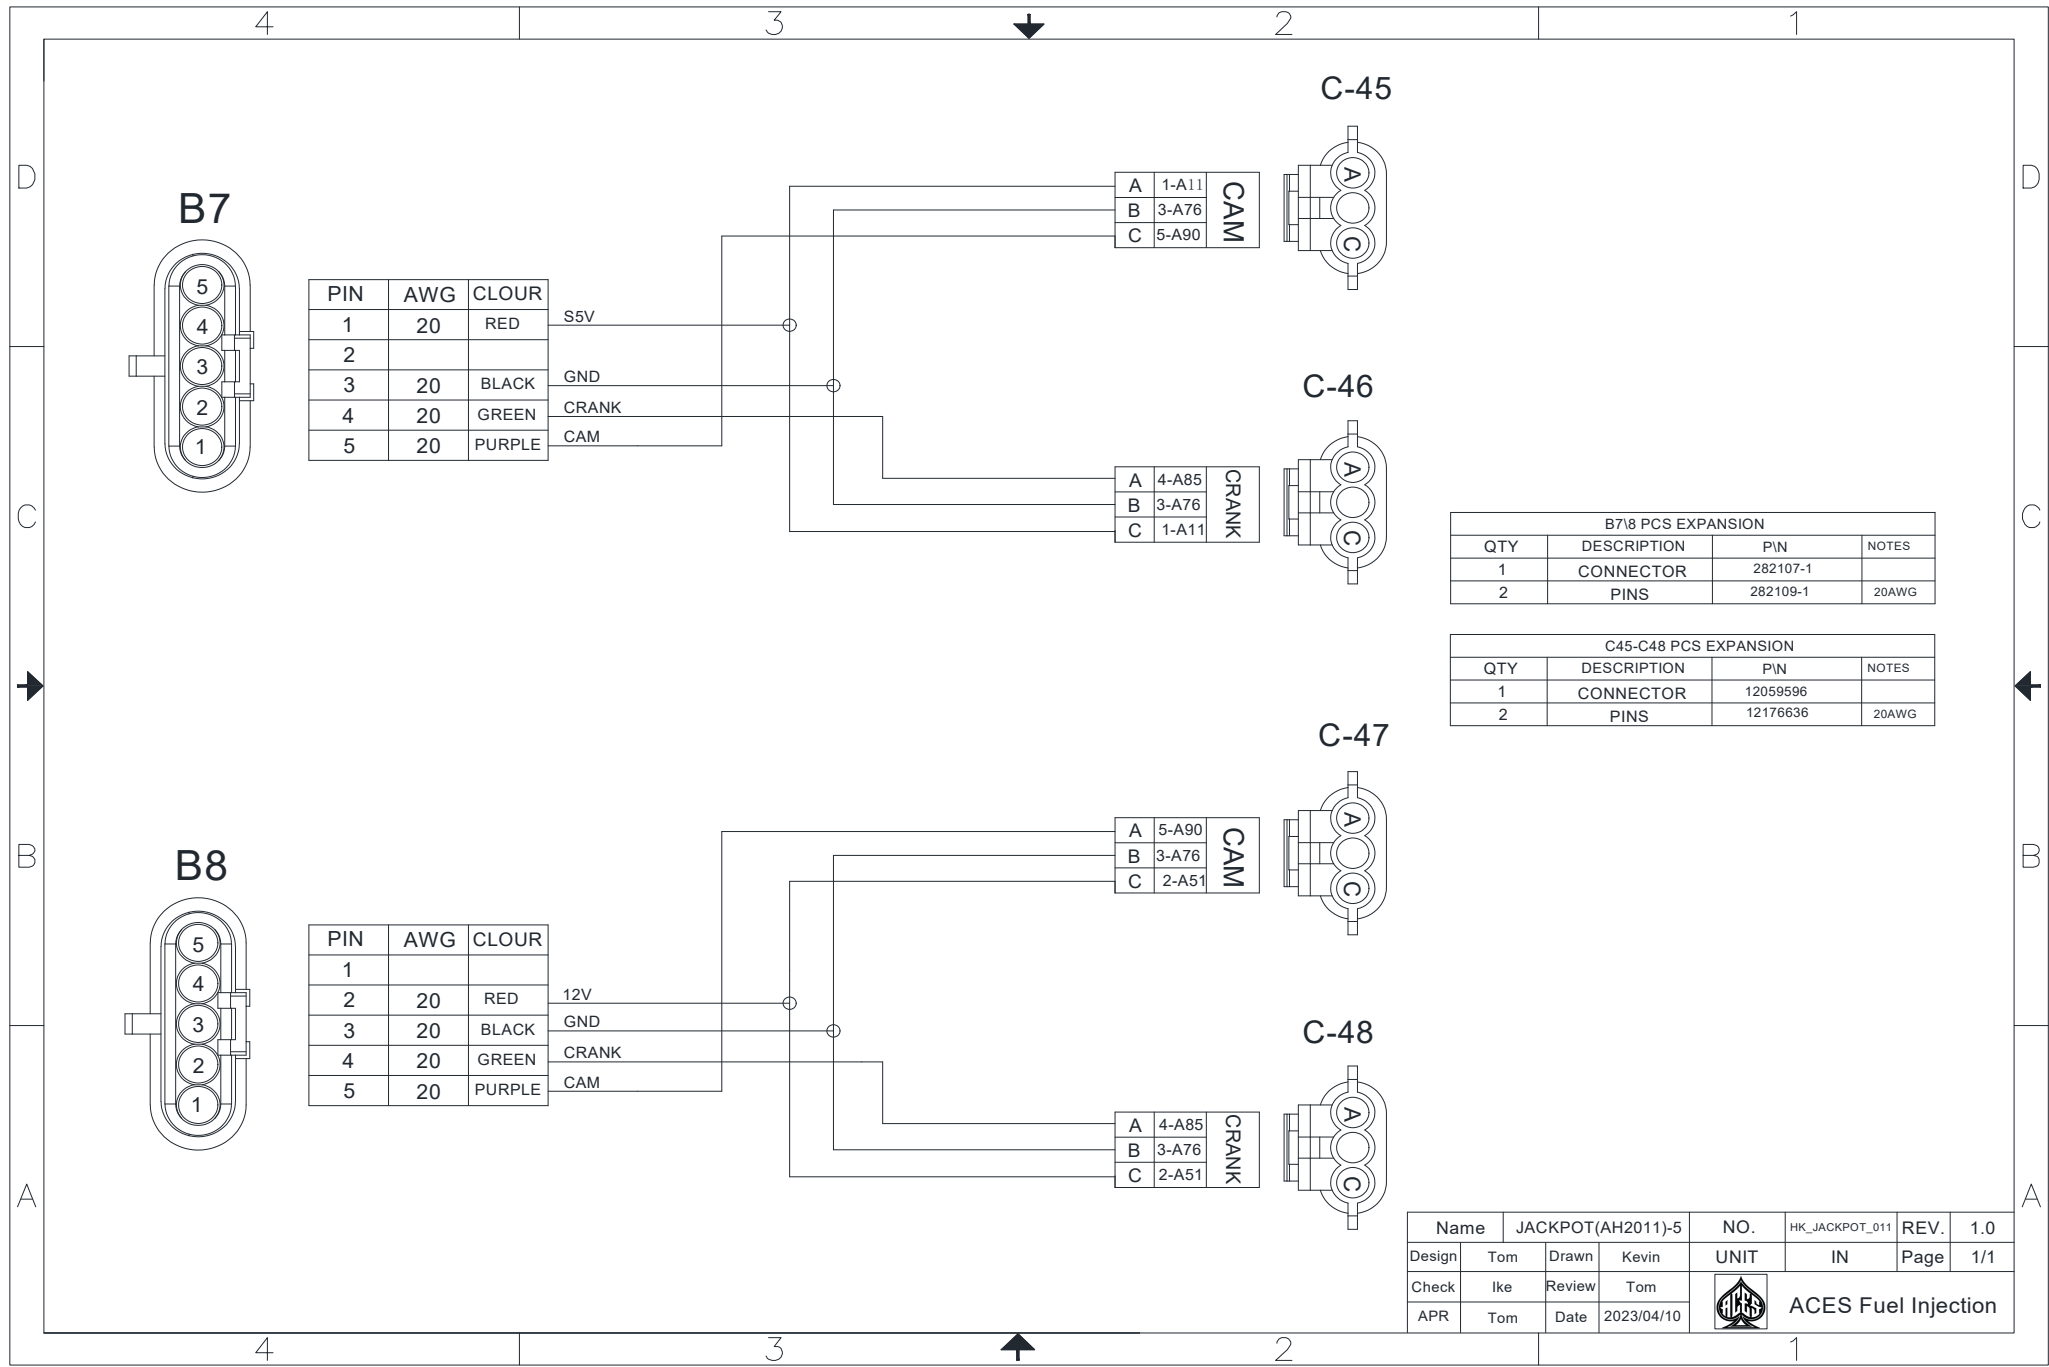 4 3 2 1
D
D
C-45
B7
A 1-A11
B 3-A76
C 5-A90
CAM
A
C
5
4
3
2
1
PIN AWG CLOUR
1 20 RED S5V
2
3 20 BLACK GND
4 20 GREEN CRANK
5 20 PURPLE CAM
C-46
A 4-A85
B 3-A76
C 1-A11
CRANK
A
C
C
C
B7\8 PCS EXPANSION
QTY DESCRIPTION P\N NOTES
1 CONNECTOR 282107-1
2 PINS 282109-1 20AWG
C45-C48 PCS EXPANSION
QTY DESCRIPTION P\N NOTES
1 CONNECTOR 12059596
2 PINS 12176636 20AWG
C-47
A 5-A90
B 3-A76
C 2-A51
CAM
A
C
B
B
B8
5
4
3
2
1
PIN AWG CLOUR
1
2 20 RED 12V
3 20 BLACK GND
4 20 GREEN CRANK
5 20 PURPLE CAM
C-48
A 4-A85
B 3-A76
C 2-A51
CRANK
A
C
A
A
Name JACKPOT(AH2011)-5 NO. HK_JACKPOT_011 REV. 1.0
Design Tom Drawn Kevin UNIT IN Page 1/1
Check Ike Review Tom
APR Tom Date 2023/04/10
ACES
ACES Fuel Injection
4 3 2 1